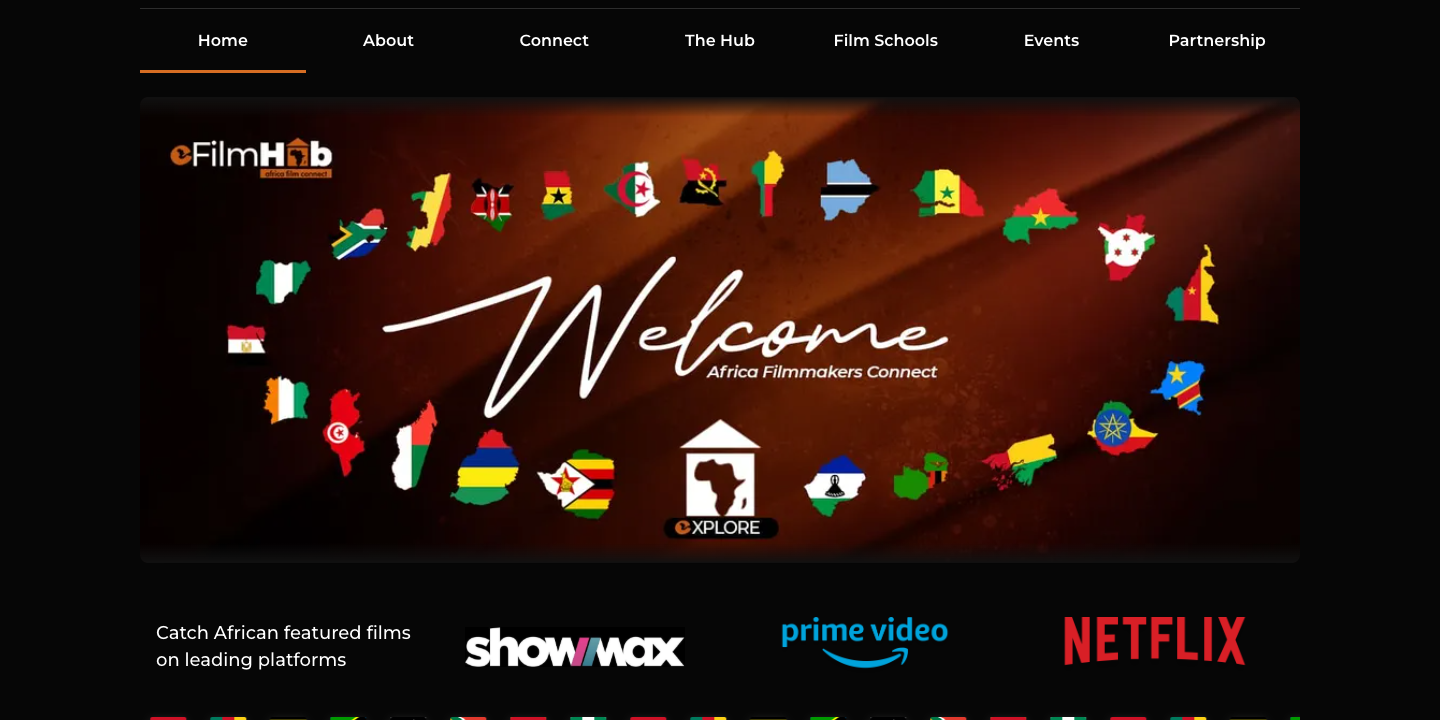 Home
About
Connect
The Hub
Film Schools
Events
Partnership
eFilmHub
africa film connect
Welcome
Africa Filmmakers Connect
eXPLORE
Catch African featured films
on leading platforms
showmax
prime video
NETFLIX